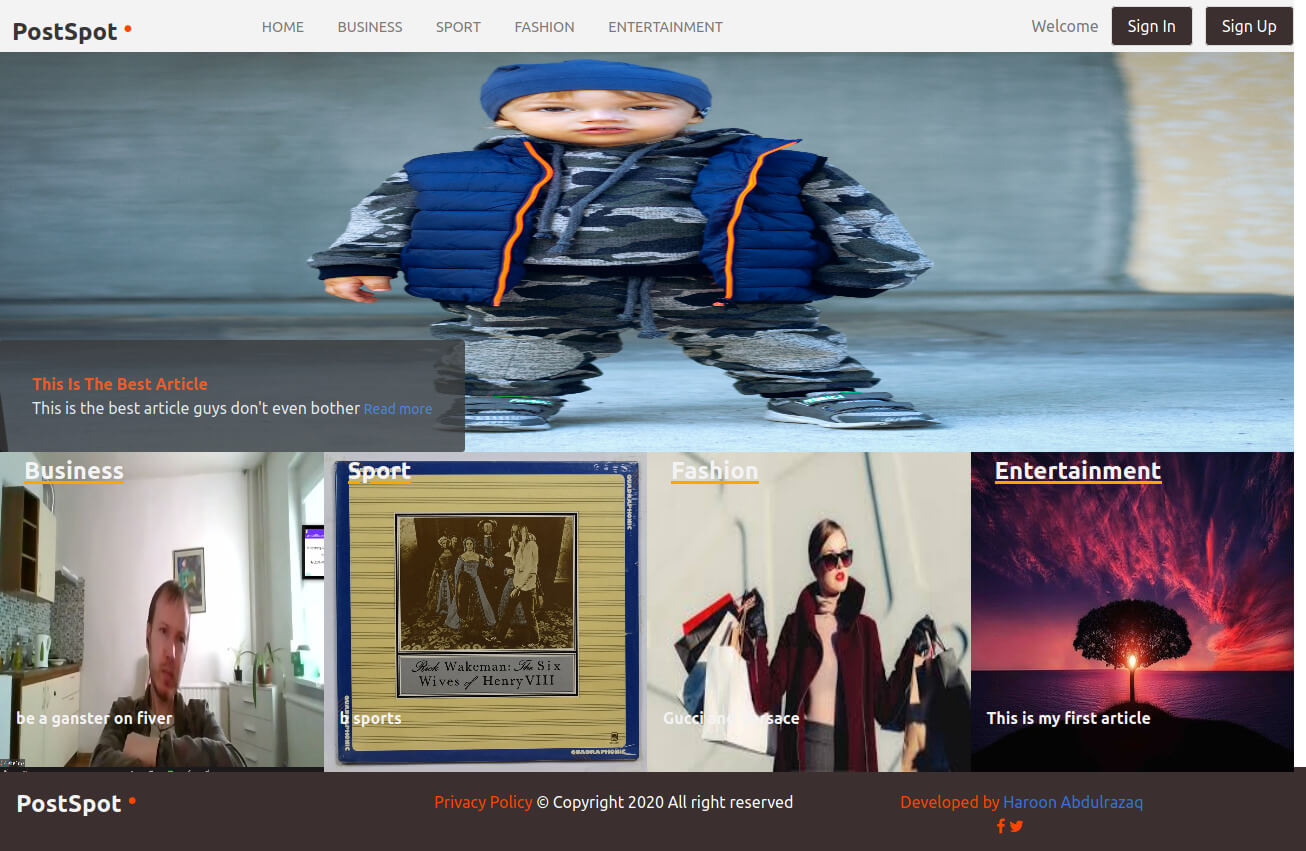 PostSpot
HOME BUSINESS SPORT FASHION ENTERTAINMENT
Welcome Sign In Sign Up
This Is The Best Article
This is the best article guys don't even bother Read more
Business
Sport
Fashion
Entertainment
QUADRAPHONIC
Rick Wakeman: The Six
Wives of Henry VIII
QUADRAPHONIC
QUADRAPHONIC
be a ganster on fiver
b sports
Gucci and Versace
This is my first article
PostSpot
Privacy Policy © Copyright 2020 All right reserved
Developed by Haroon Abdulrazaq